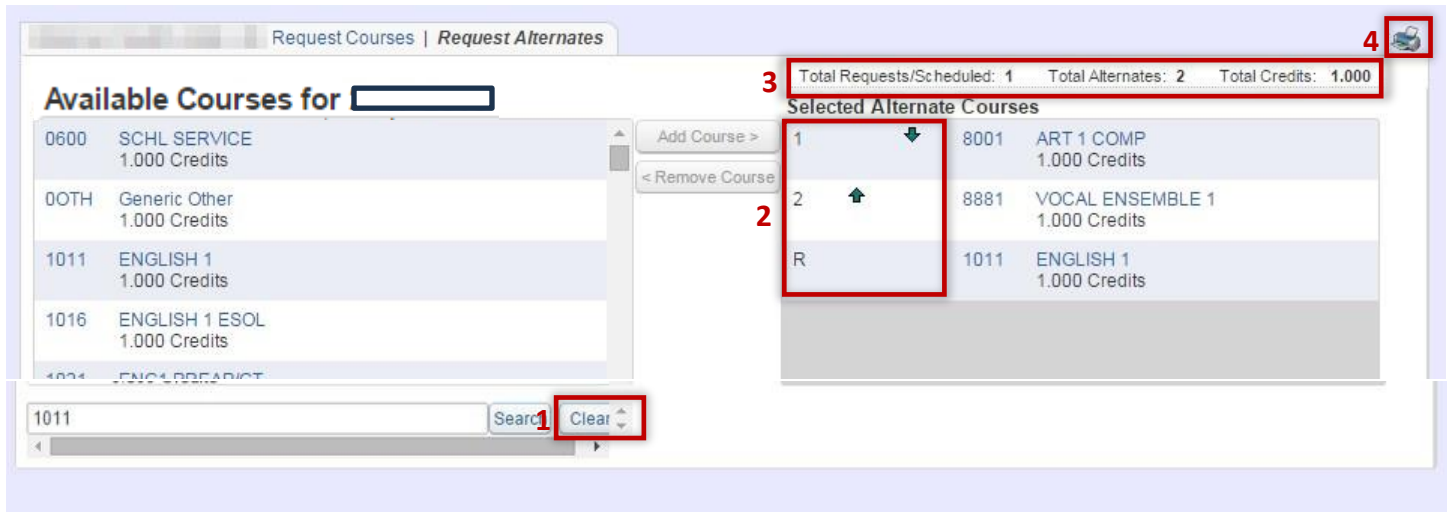 Request Courses | Request Alternates
4
3
Total Requests/Scheduled: 1 Total Alternates: 2 Total Credits: 1.000
Available Courses for
Selected Alternate Courses
0600 SCHL SERVICE
1.000 Credits
0OTH Generic Other
1.000 Credits
1011 ENGLISH 1
1.000 Credits
1016 ENGLISH 1 ESOL
1.000 Credits
Add Course >
< Remove Course
2
1 8001 ART 1 COMP
1.000 Credits
2 8881 VOCAL ENSEMBLE 1
1.000 Credits
R 1011 ENGLISH 1
1.000 Credits
1011 Search Clear
1